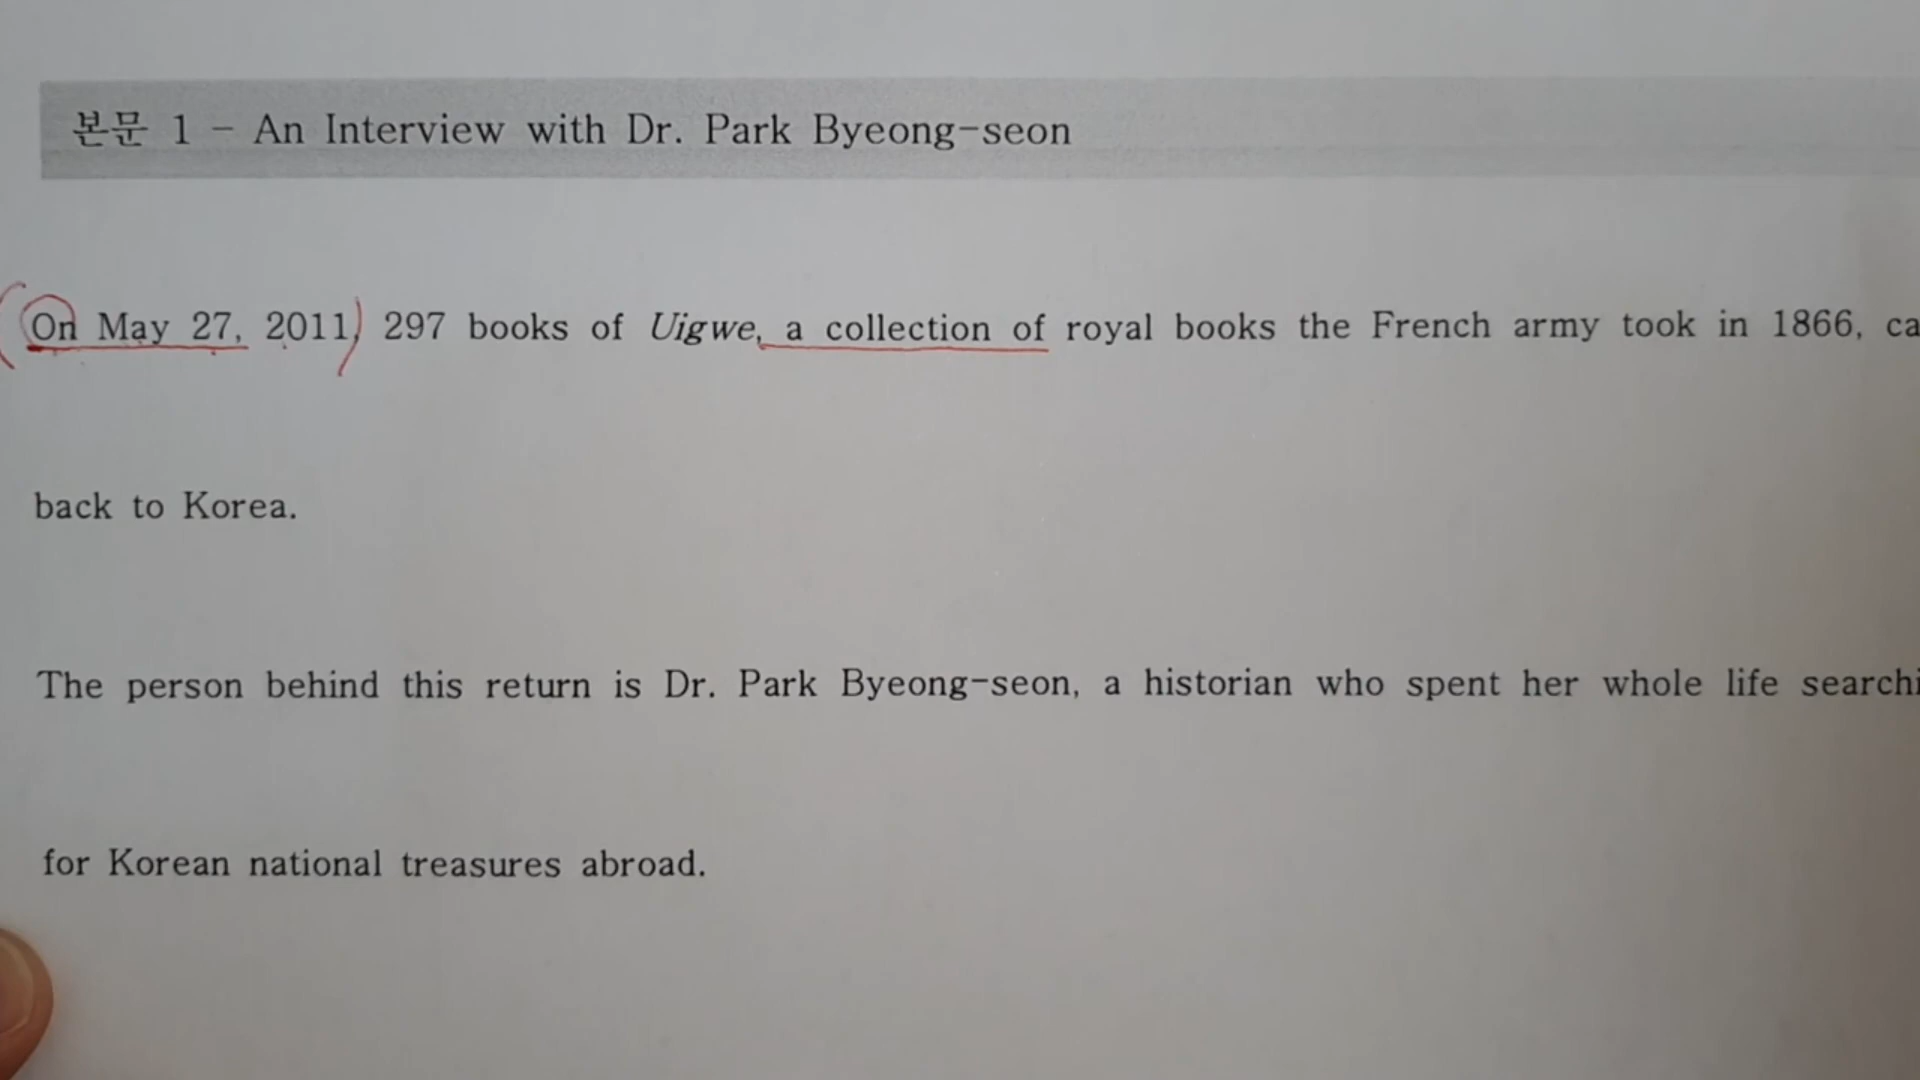 본문 1 - An Interview with Dr. Park Byeong-seon
On May 27, 2011, 297 books of Uigwe, a collection of royal books the French army took in 1866, ca
back to Korea.
The person behind this return is Dr. Park Byeong-seon, a historian who spent her whole life searchi
for Korean national treasures abroad.